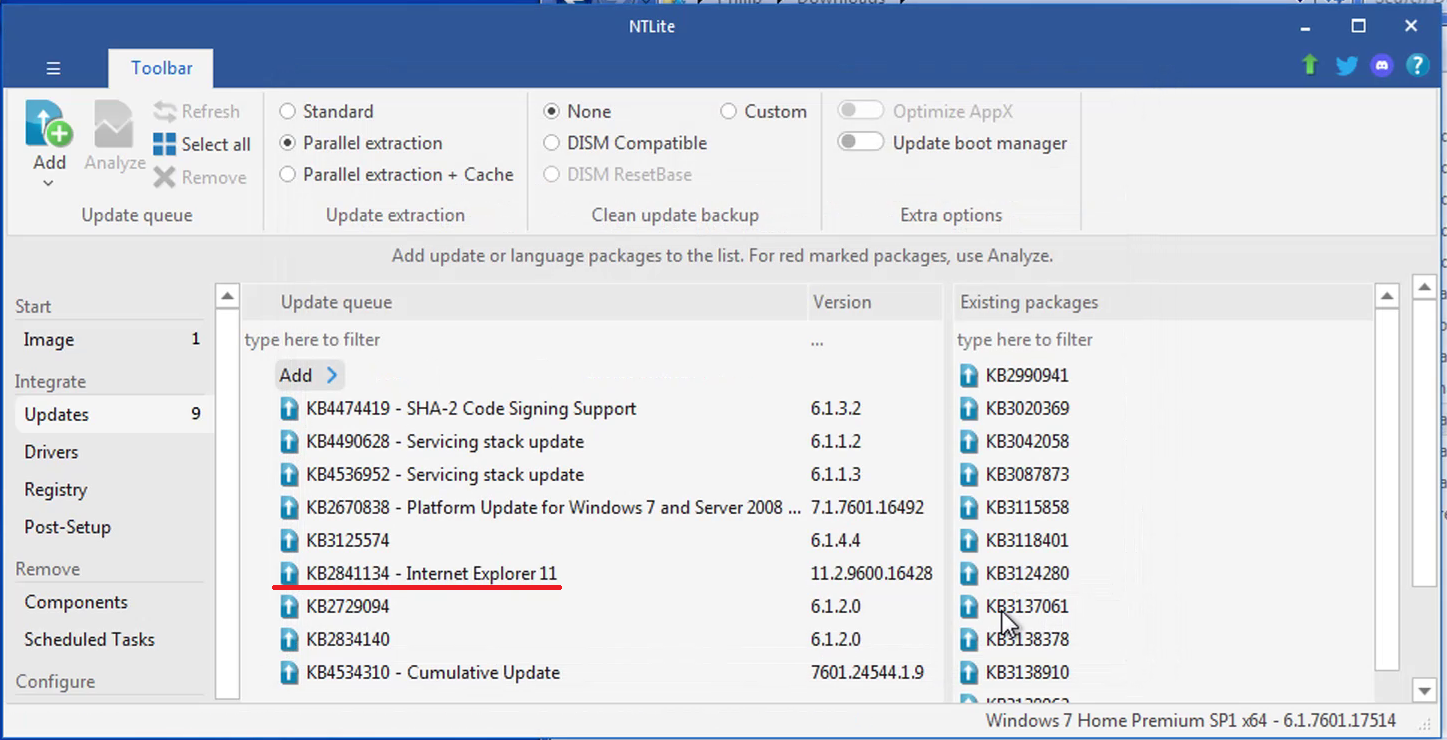 NTLite
Toolbar
Add
Analyze
Refresh
Select all
Remove
Update queue
Standard
Parallel extraction
Parallel extraction + Cache
Update extraction
None
Custom
DISM Compatible
DISM ResetBase
Clean update backup
Optimize AppX
Update boot manager
Extra options
Add update or language packages to the list. For red marked packages, use Analyze.
Start
Image 1
Integrate
Updates 9
Drivers
Registry
Post-Setup
Remove
Components
Scheduled Tasks
Configure
Update queue Version
type here to filter ...
Add
KB4474419 - SHA-2 Code Signing Support 6.1.3.2
KB4490628 - Servicing stack update 6.1.1.2
KB4536952 - Servicing stack update 6.1.1.3
KB2670838 - Platform Update for Windows 7 and Server 2008 ... 7.1.7601.16492
KB3125574 6.1.4.4
KB2841134 - Internet Explorer 11 11.2.9600.16428
KB2729094 6.1.2.0
KB2834140 6.1.2.0
KB4534310 - Cumulative Update 7601.24544.1.9
Existing packages
type here to filter
KB2990941
KB3020369
KB3042058
KB3087873
KB3115858
KB3118401
KB3124280
KB3137061
KB3138378
KB3138910
Windows 7 Home Premium SP1 x64 - 6.1.7601.17514